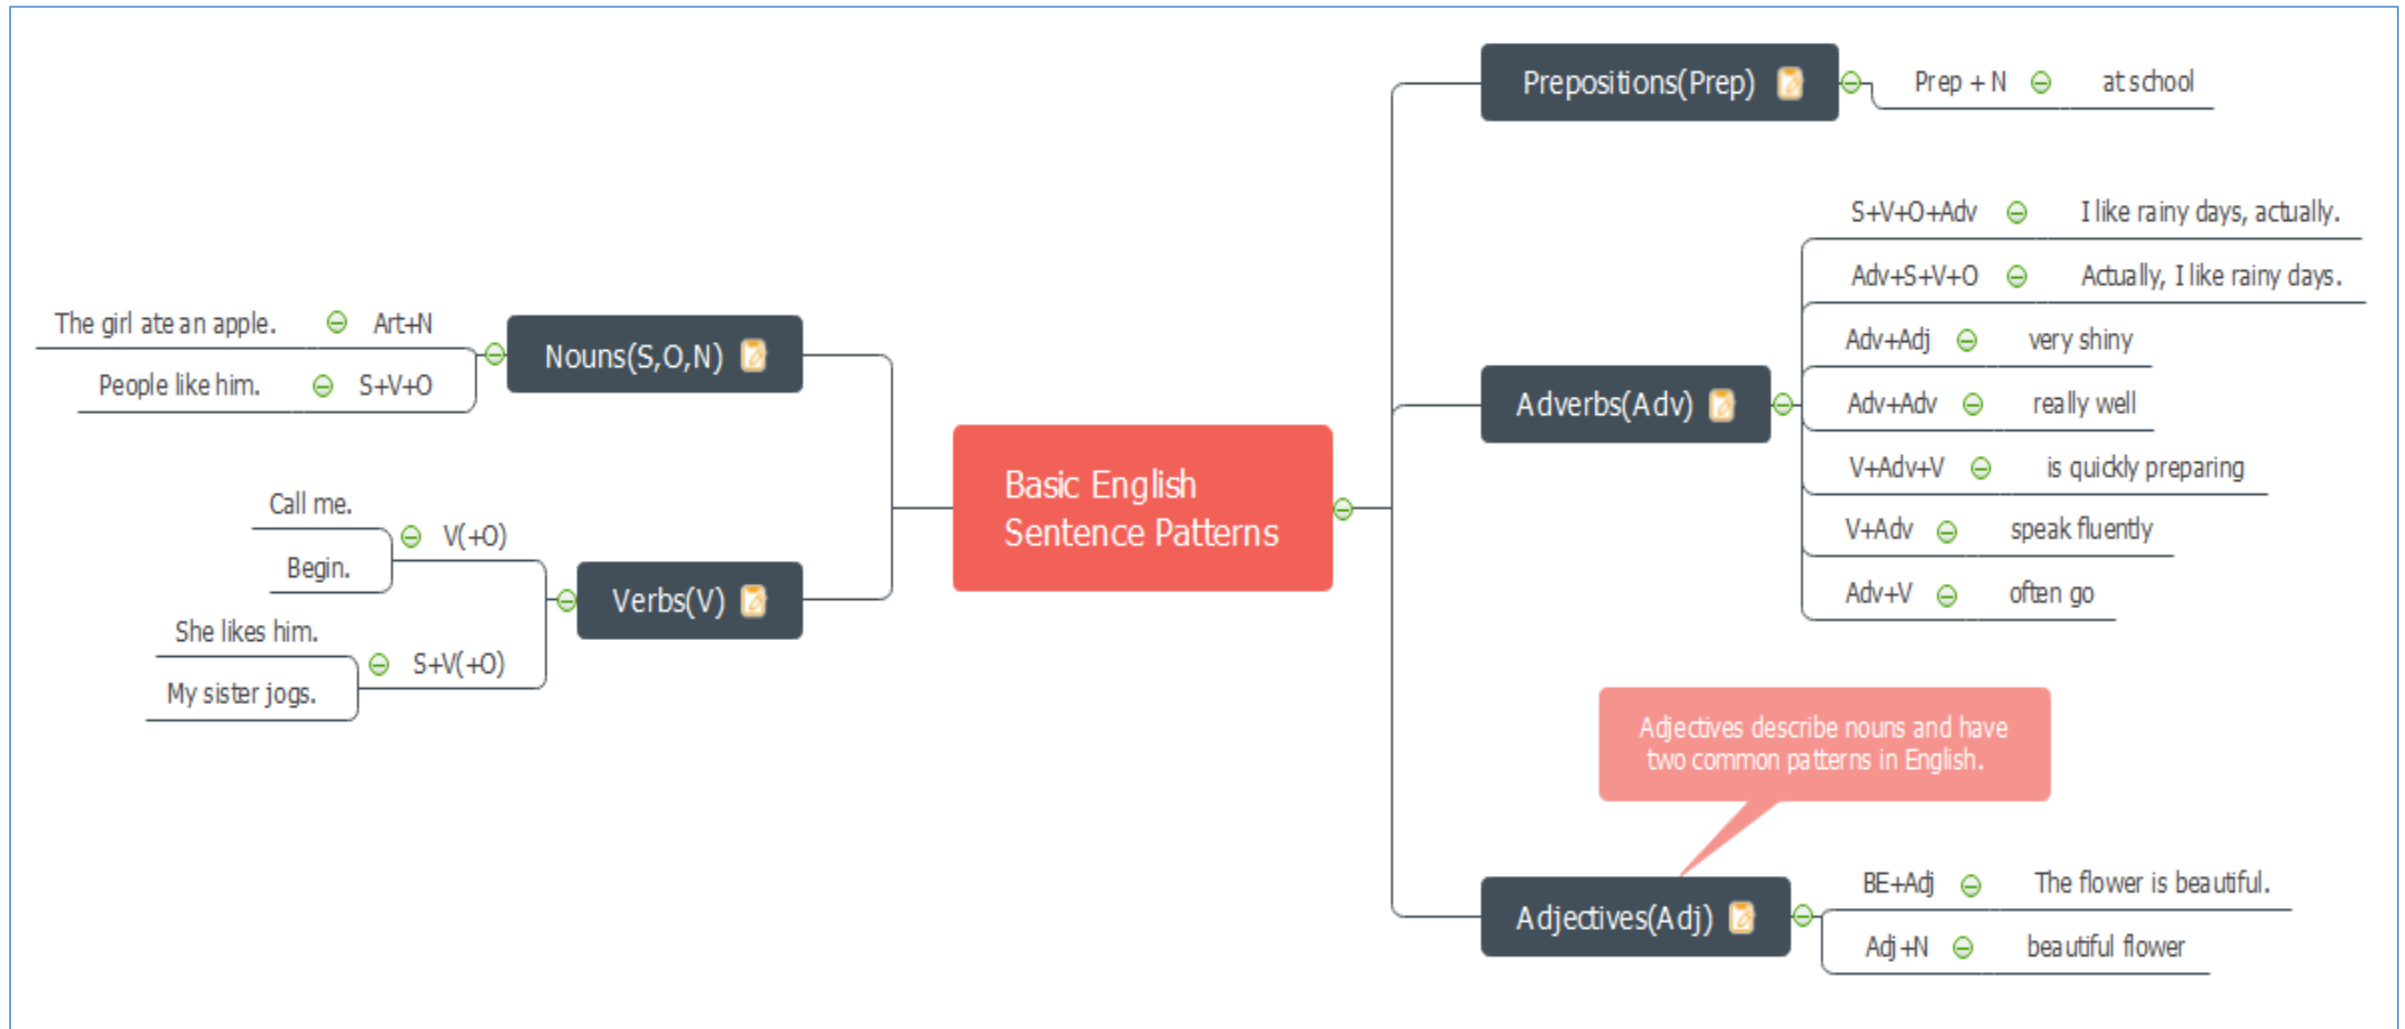 Basic English
Sentence Patterns
Prepositions(Prep)
Prep + N
at school
Adverbs(Adv)
S+V+O+Adv
I like rainy days, actually.
Adv+S+V+O
Actually, I like rainy days.
Adv+Adj
very shiny
Adv+Adv
really well
V+Adv+V
is quickly preparing
V+Adv
speak fluently
Adv+V
often go
Adjectives describe nouns and have
two common patterns in English.
Adjectives(Adj)
BE+Adj
The flower is beautiful.
Adj+N
beautiful flower
Nouns(S,O,N)
Art+N
The girl ate an apple.
S+V+O
People like him.
Verbs(V)
V(+O)
Call me.
Begin.
S+V(+O)
She likes him.
My sister jogs.